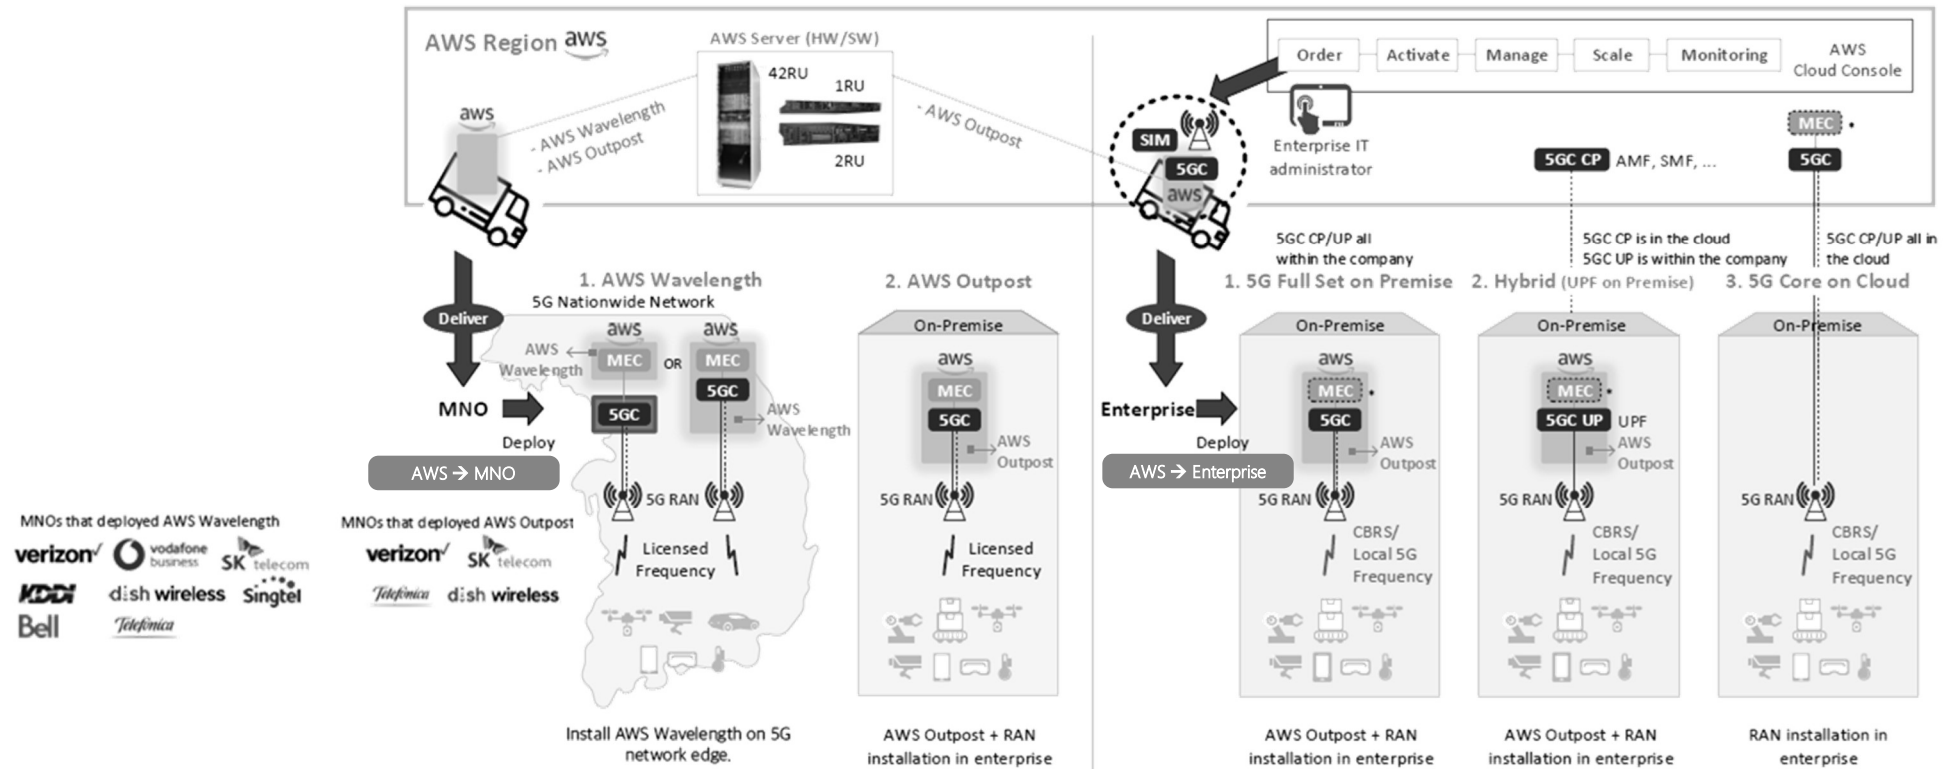 AWS Region aws
AWS Server (HW/SW)
42RU
1RU
2RU
aws
- AWS Wavelength
- AWS Outpost
- AWS Outpost
Order
Activate
Manage
Scale
Monitoring
AWS
Cloud Console
SIM
5GC
aws
Enterprise IT
administrator
5GC CP
AMF, SMF, ...
MEC *
5GC
Deliver
MNO
Deploy
AWS → MNO
1. AWS Wavelength
5G Nationwide Network
aws
aws
AWS
Wavelength
MEC
OR
MEC
5GC
5GC
AWS
Wavelength
5G RAN
Licensed
Frequency
Install AWS Wavelength on 5G
network edge.
2. AWS Outpost
On-Premise
aws
MEC
5GC
AWS
Outpost
5G RAN
Licensed
Frequency
AWS Outpost + RAN
installation in enterprise
MNOs that deployed AWS Wavelength
verizon
vodafone
business
SK telecom
KDDI
dish wireless
Singtel
Bell
Telefónica
MNOs that deployed AWS Outpost
verizon
SK telecom
Telefónica
dish wireless
Deliver
Enterprise
Deploy
AWS → Enterprise
5GC CP/UP all
within the company
1. 5G Full Set on Premise
On-Premise
aws
MEC *
5GC
AWS
Outpost
5G RAN
CBRS/
Local 5G
Frequency
AWS Outpost + RAN
installation in enterprise
5GC CP is in the cloud
5GC UP is within the company
2. Hybrid (UPF on Premise)
On-Premise
aws
MEC *
5GC UP
UPF
AWS
Outpost
5G RAN
CBRS/
Local 5G
Frequency
AWS Outpost + RAN
installation in enterprise
5GC CP/UP all in
the cloud
3. 5G Core on Cloud
On-Premise
5G RAN
CBRS/
Local 5G
Frequency
RAN installation in
enterprise